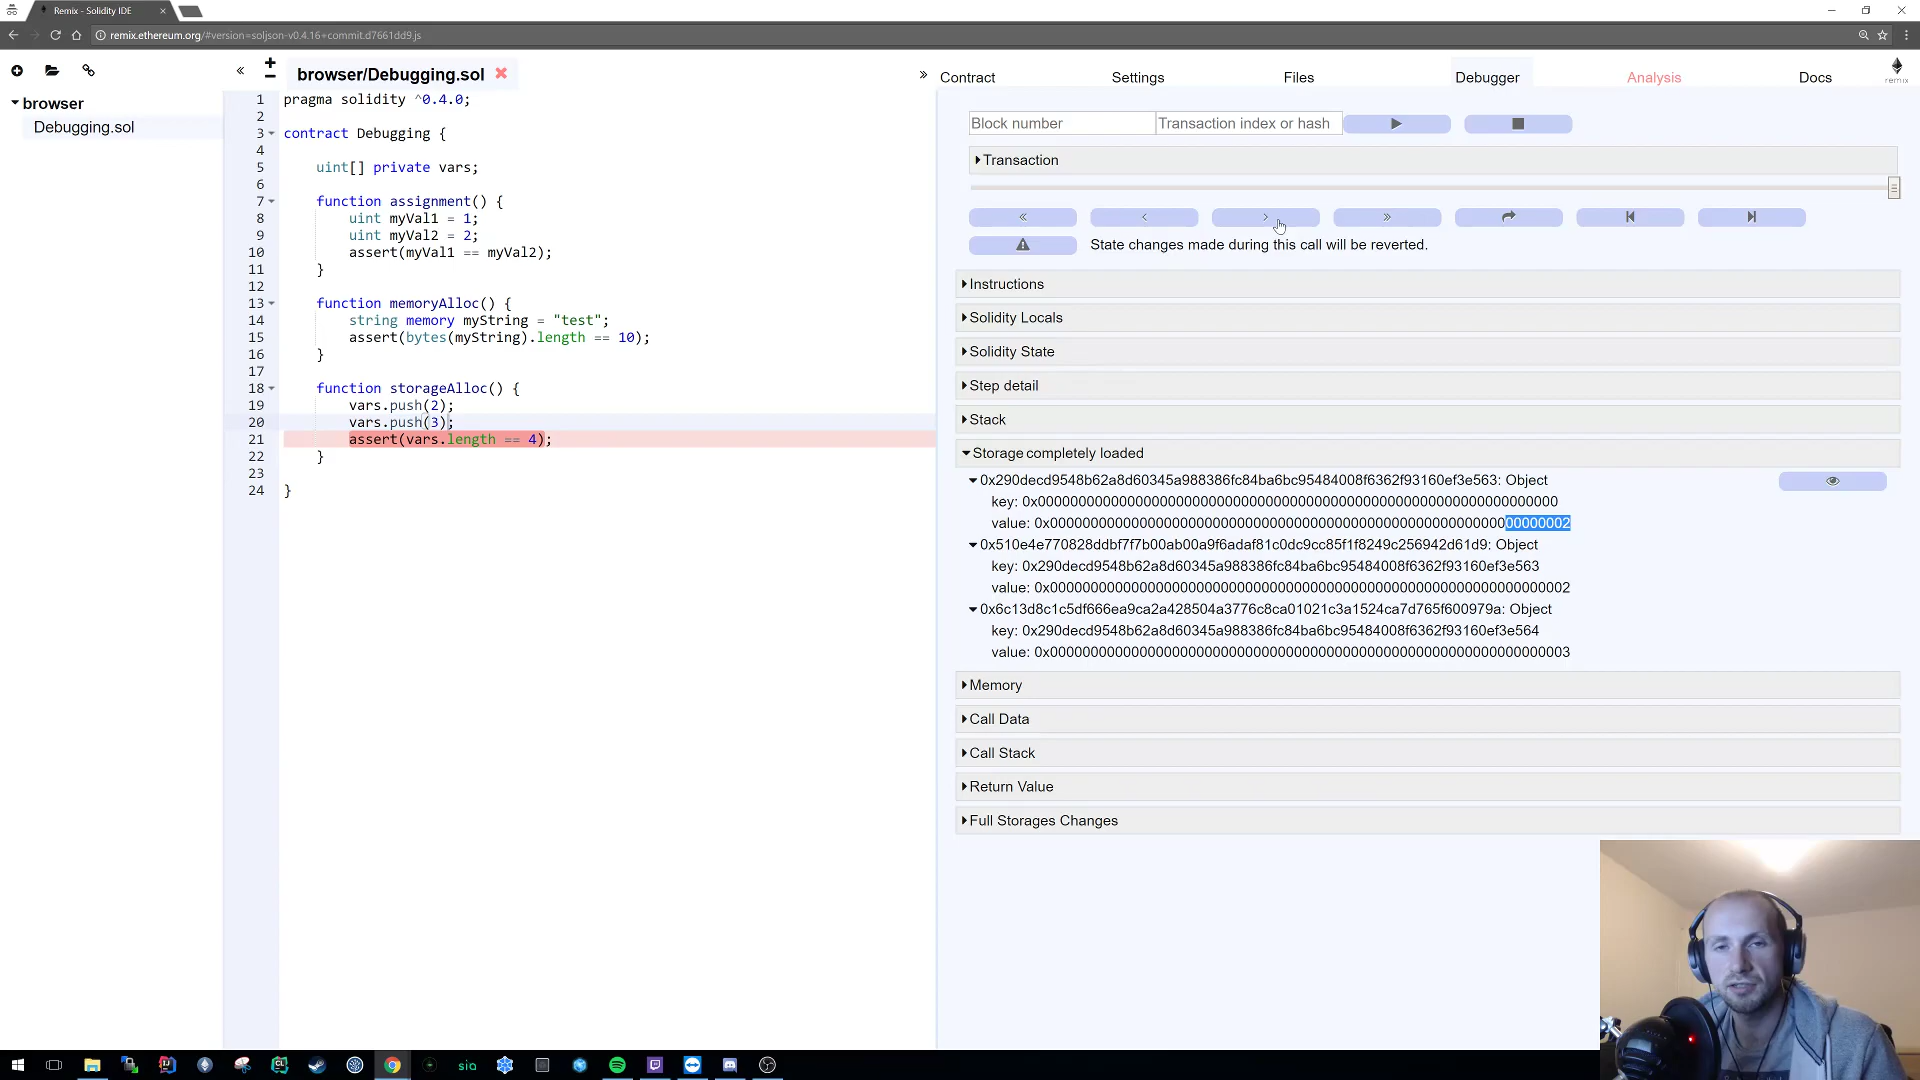 Remix - Solidity IDE
remix.ethereum.org/#version=soljson-v0.4.16+commit.d7661dd9.js
browser/Debugging.sol
Contract
Settings
Files
Debugger
Analysis
Docs
remix
browser
Debugging.sol
1 pragma solidity ^0.4.0;
2
3 contract Debugging {
4
5 uint[] private vars;
6
7 function assignment() {
8 uint myVal1 = 1;
9 uint myVal2 = 2;
10 assert(myVal1 == myVal2);
11 }
12
13 function memoryAlloc() {
14 string memory myString = "test";
15 assert(bytes(myString).length == 10);
16 }
17
18 function storageAlloc() {
19 vars.push(2);
20 vars.push(3);
21 assert(vars.length == 4);
22 }
23
24 }
Block number
Transaction index or hash
Transaction
State changes made during this call will be reverted.
Instructions
Solidity Locals
Solidity State
Step detail
Stack
Storage completely loaded
0x290decd9548b62a8d60345a988386fc84ba6bc95484008f6362f93160ef3e563: Object
key: 0x0000000000000000000000000000000000000000000000000000000000000000
value: 0x0000000000000000000000000000000000000000000000000000000000000002
0x510e4e770828ddbf7f7b00ab00a9f6adaf81c0dc9cc85f1f8249c256942d61d9: Object
key: 0x290decd9548b62a8d60345a988386fc84ba6bc95484008f6362f93160ef3e563
value: 0x0000000000000000000000000000000000000000000000000000000000000002
0x6c13d8c1c5df666ea9ca2a428504a3776c8ca01021c3a1524ca7d765f600979a: Object
key: 0x290decd9548b62a8d60345a988386fc84ba6bc95484008f6362f93160ef3e564
value: 0x0000000000000000000000000000000000000000000000000000000000000003
Memory
Call Data
Call Stack
Return Value
Full Storages Changes
sia